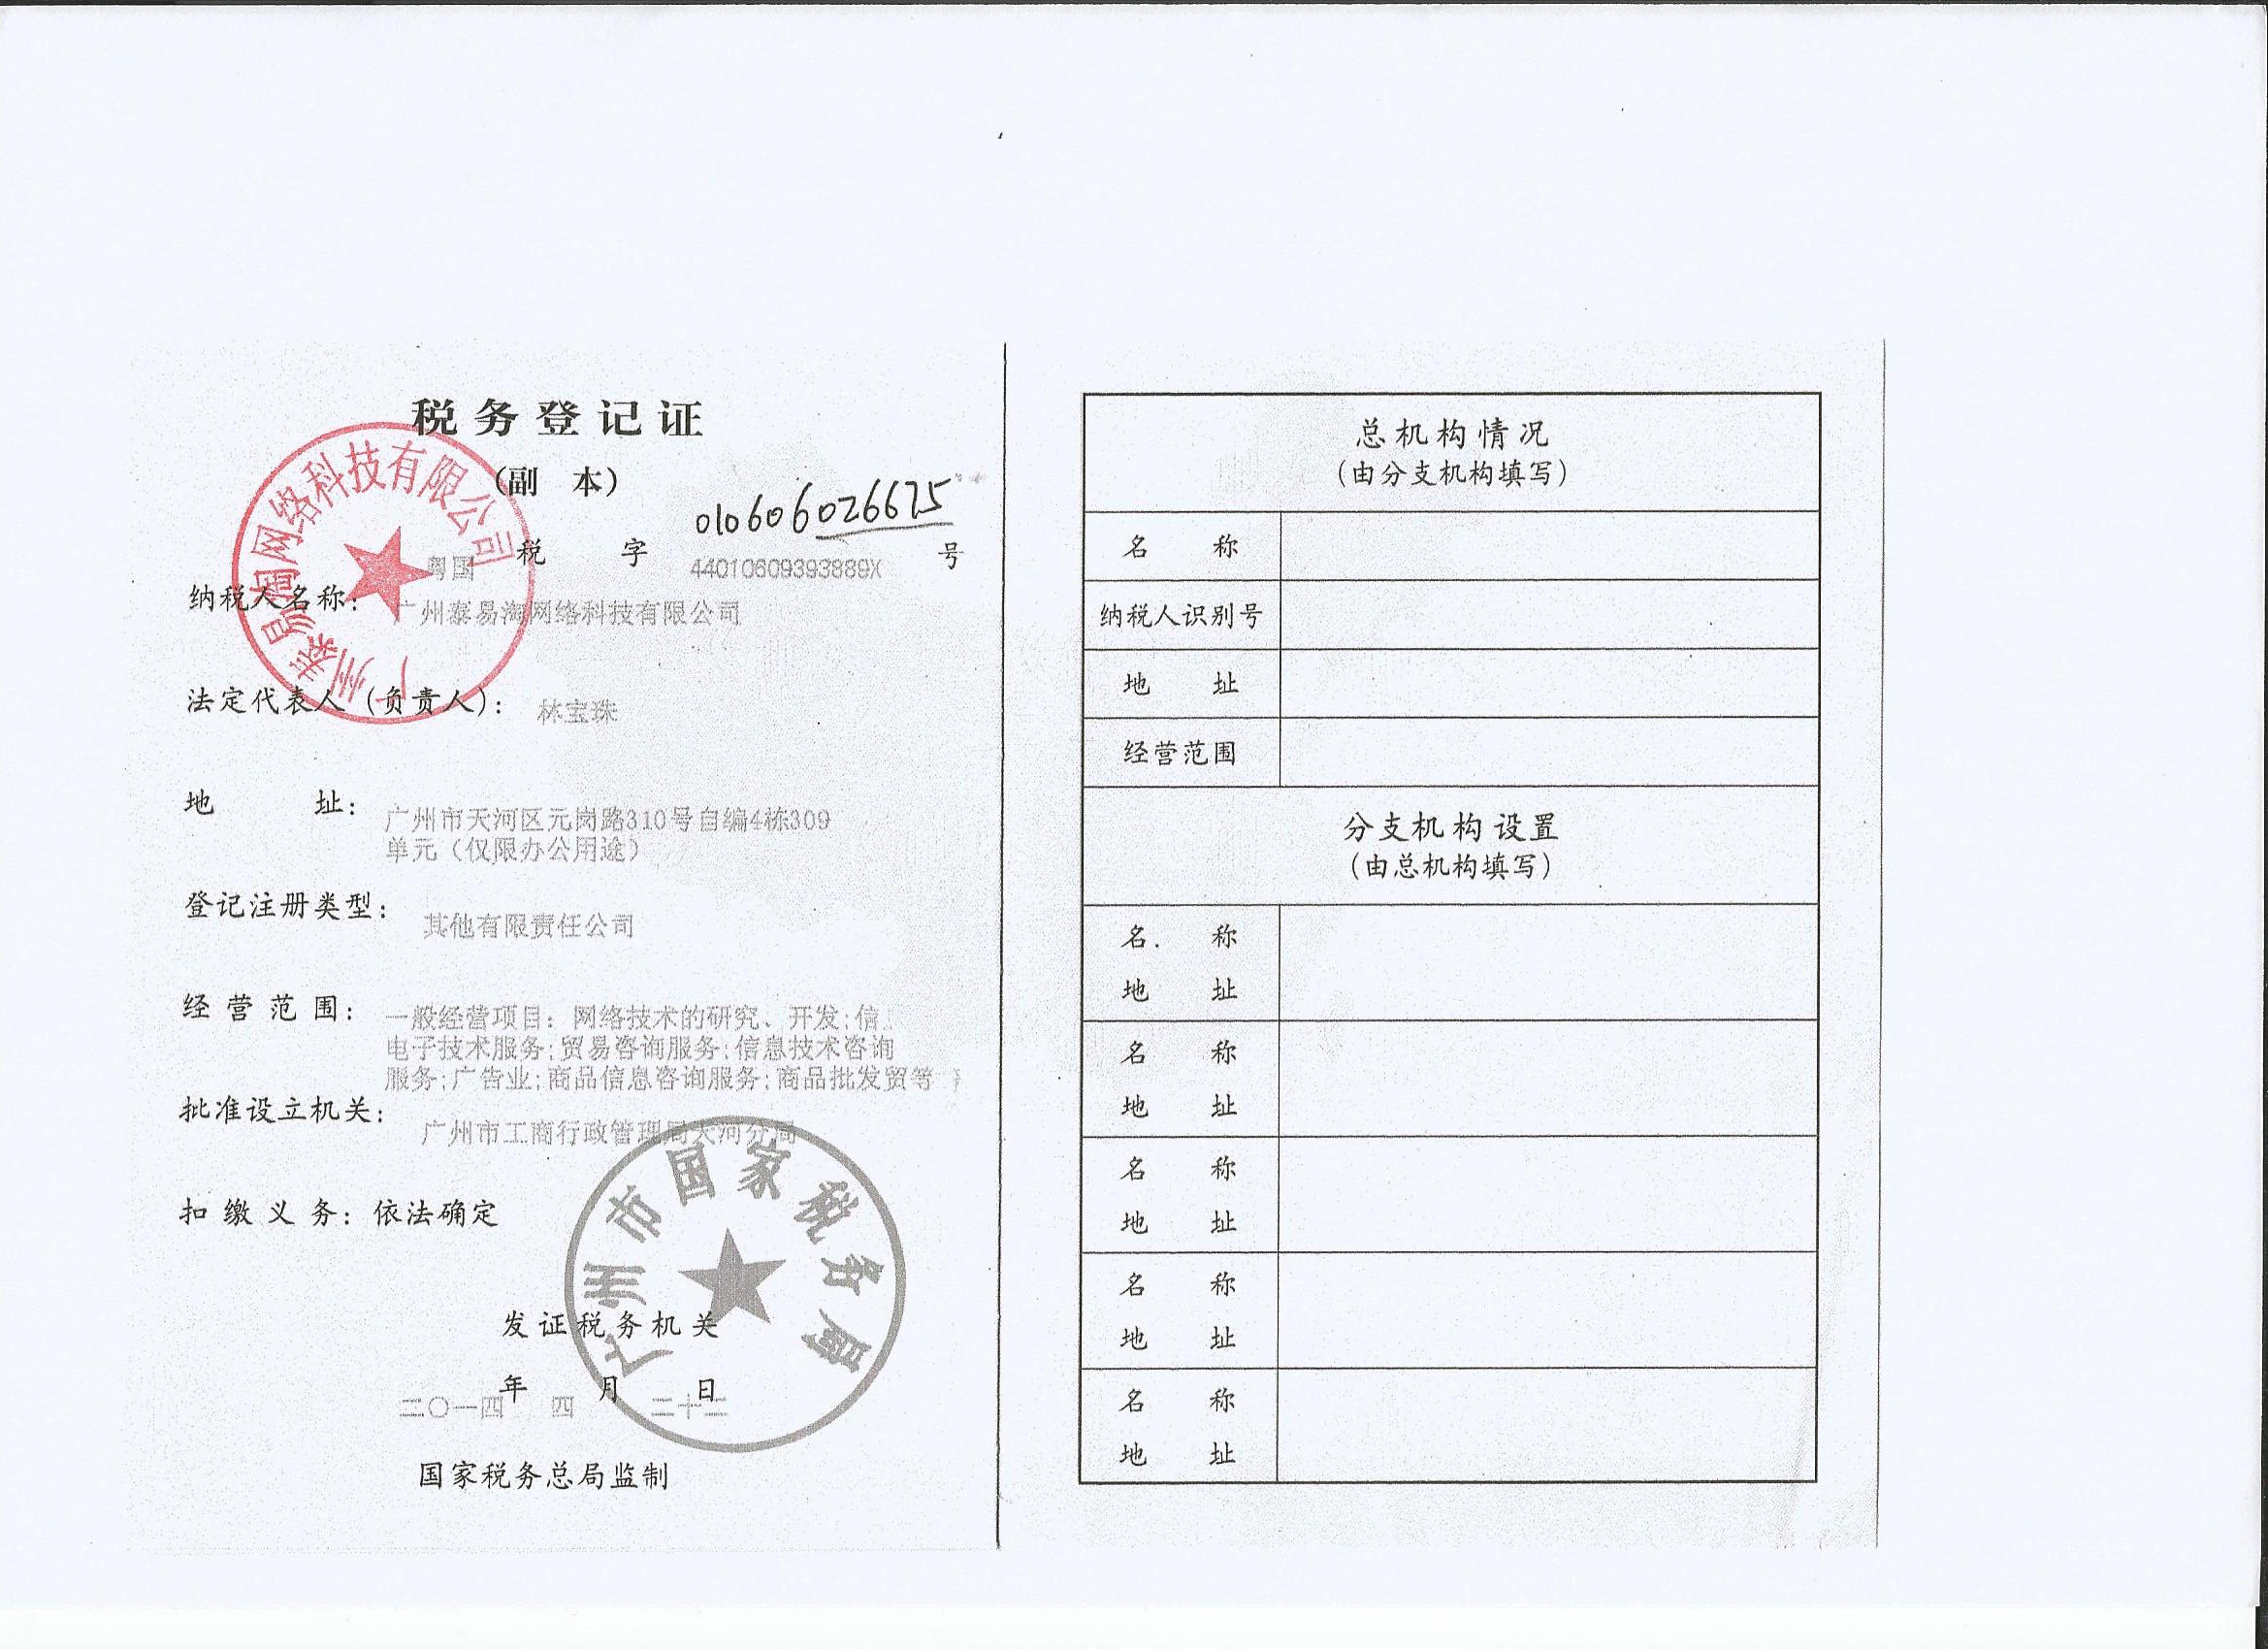 税务登记证
(副 本)
010606026675
粤国 税 字 44010609393889X 号
纳税人名称: 广州泰易淘网络科技有限公司
法定代表人（负责人）: 林宝珠
地 址: 广州市天河区元岗路310号自编4栋309
单元（仅限办公用途）
登记注册类型: 其他有限责任公司
经营范围: 一般经营项目: 网络技术的研究、开发;信
电子技术服务;贸易咨询服务;信息技术咨询
服务;广告业;商品信息咨询服务;商品批发贸等
批准设立机关: 广州市工商行政管理局天河分局
扣缴义务: 依法确定
发证税务机关
二〇一四 年 四 月 二十二 日
国家税务总局监制
广州泰易淘网络科技有限公司
广州市国家税务局
总机构情况
（由分支机构填写）
名 称
纳税人识别号
地 址
经营范围
分支机构设置
（由总机构填写）
名 称
地 址
名 称
地 址
名 称
地 址
名 称
地 址
名 称
地 址